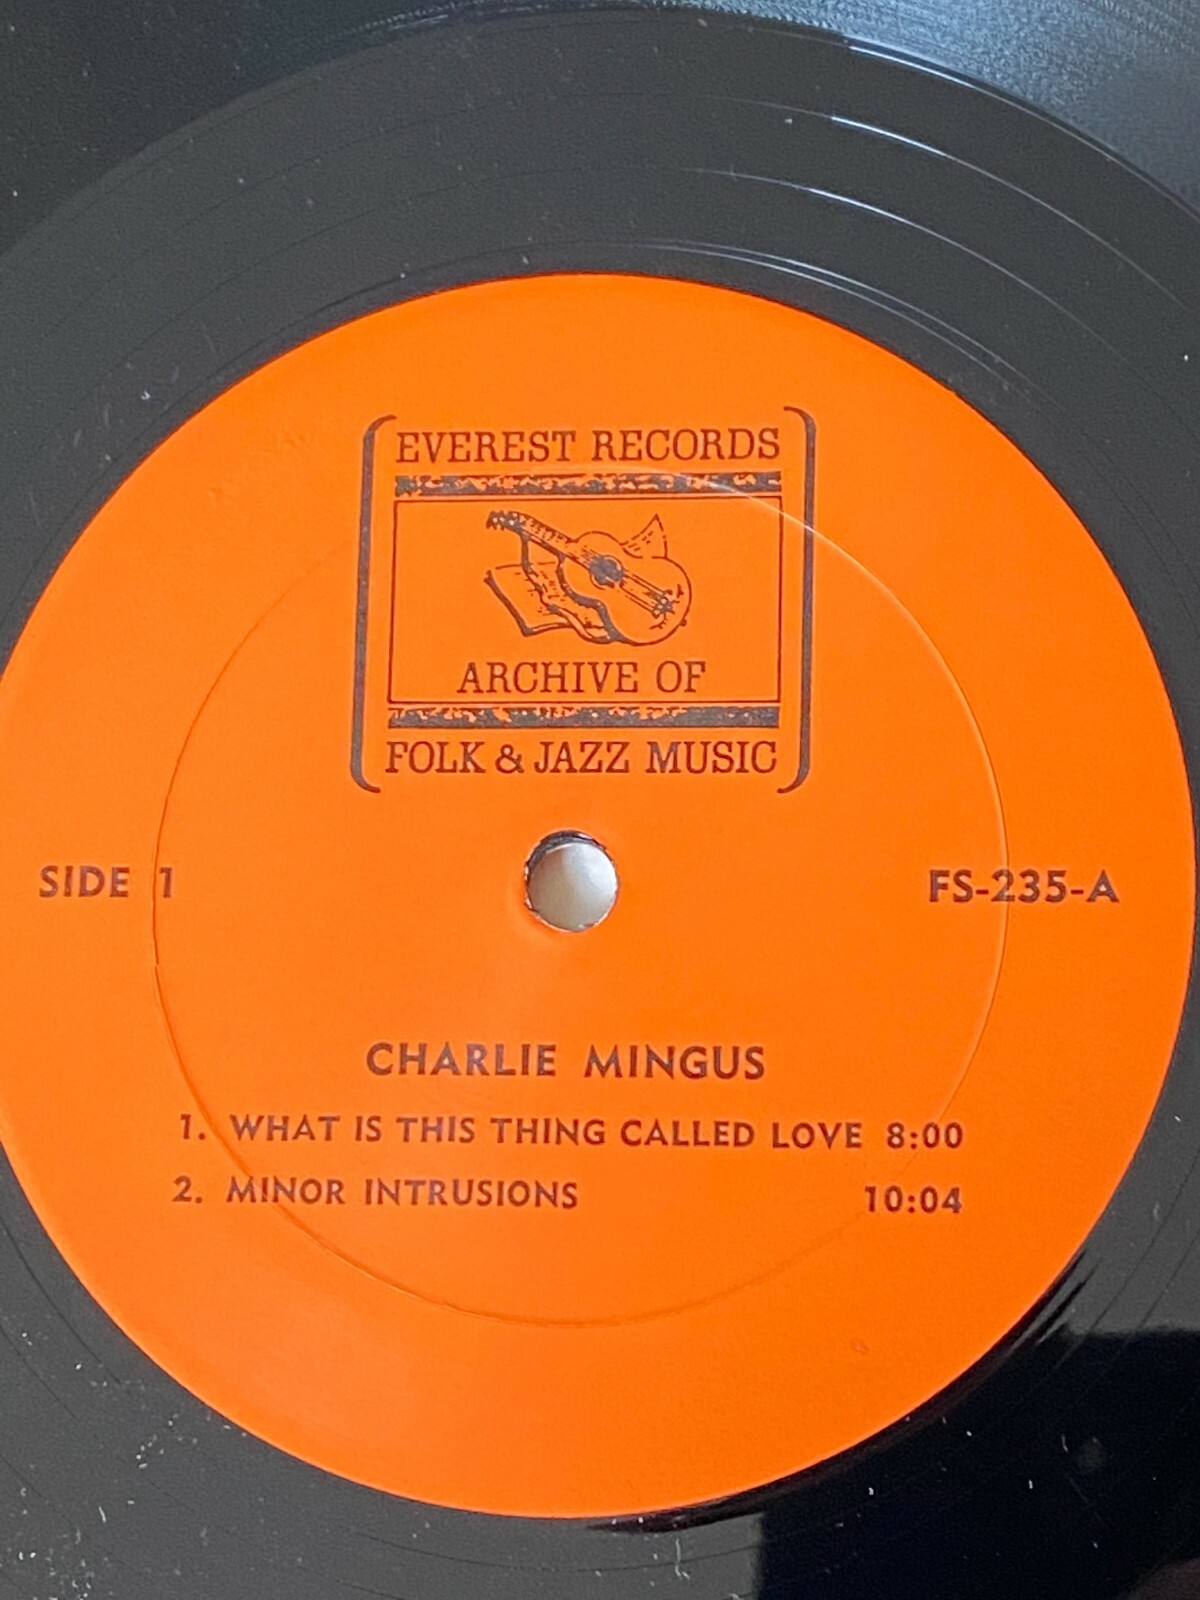 EVEREST RECORDS
ARCHIVE OF
FOLK & JAZZ MUSIC
SIDE 1
FS-235-A
CHARLIE MINGUS
1. WHAT IS THIS THING CALLED LOVE 8:00
2. MINOR INTRUSIONS 10:04